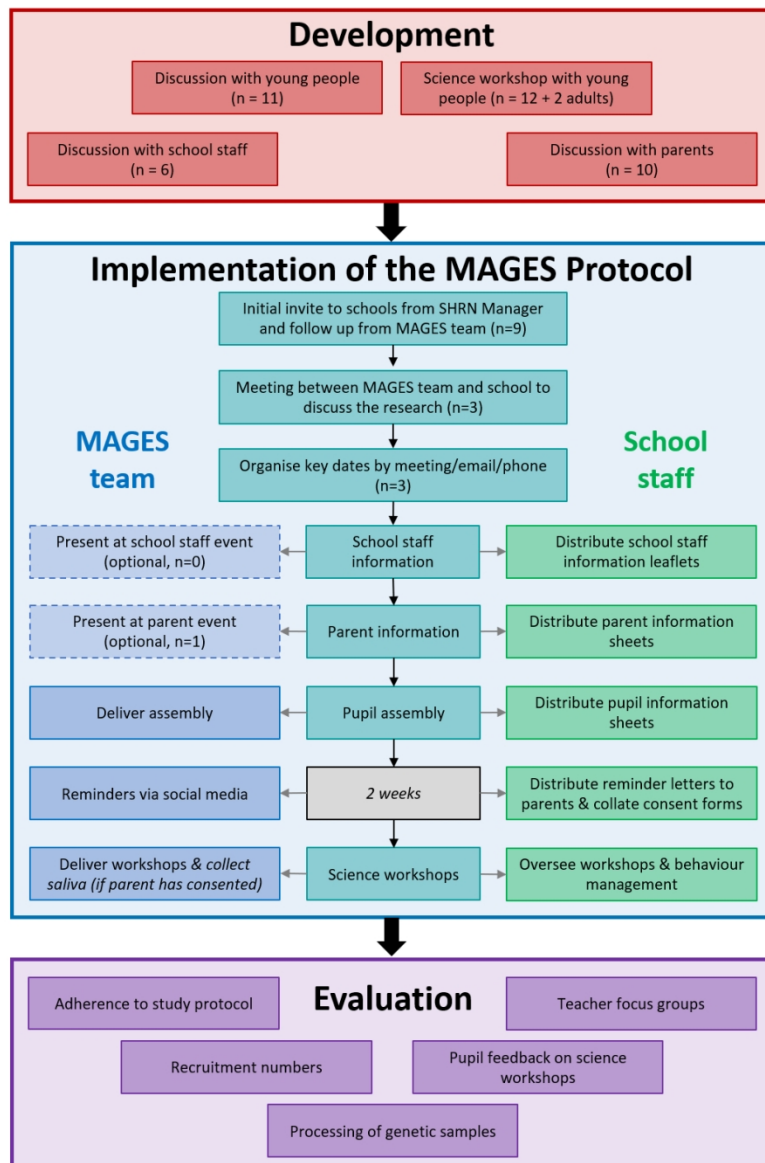 Development
Discussion with young people
(n = 11)
Science workshop with young
people (n = 12 + 2 adults)
Discussion with school staff
(n = 6)
Discussion with parents
(n = 10)
Implementation of the MAGES Protocol
Initial invite to schools from SHRN Manager
and follow up from MAGES team (n=9)
Meeting between MAGES team and school to
discuss the research (n=3)
MAGES
team
School
staff
Organise key dates by meeting/email/phone
(n=3)
Present at school staff event
(optional, n=0)
School staff
information
Distribute school staff
information leaflets
Present at parent event
(optional, n=1)
Parent information
Distribute parent information
sheets
Deliver assembly
Pupil assembly
Distribute pupil information
sheets
Reminders via social media
2 weeks
Distribute reminder letters to
parents & collate consent forms
Deliver workshops & collect
saliva (if parent has consented)
Science workshops
Oversee workshops & behaviour
management
Evaluation
Adherence to study protocol
Teacher focus groups
Recruitment numbers
Pupil feedback on science
workshops
Processing of genetic samples